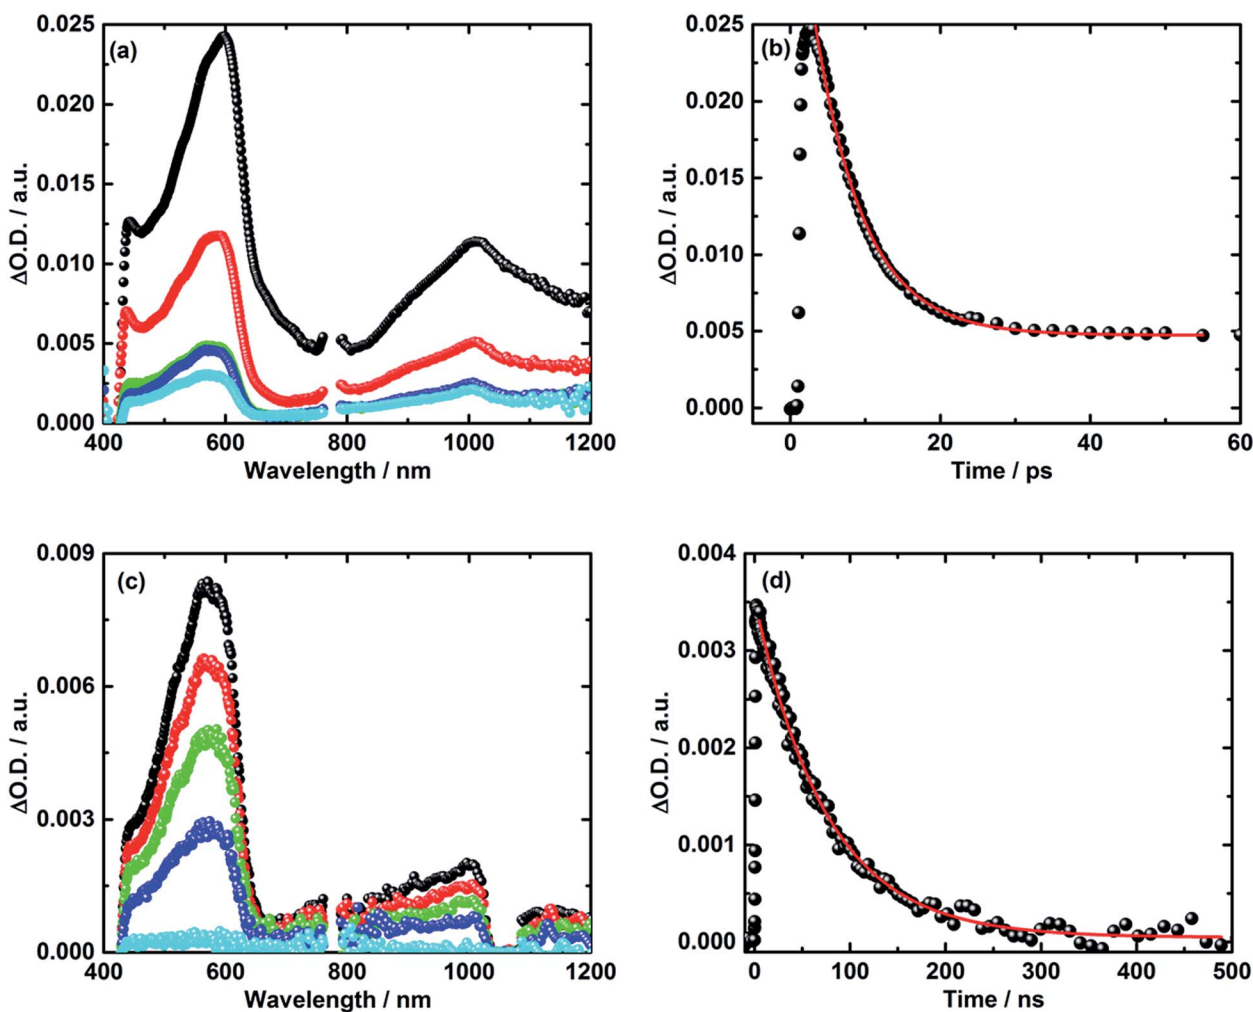 0.025
0.020
0.015
0.010
0.005
0.000
ΔO.D. / a.u.
(a)
400 600 800 1000 1200
Wavelength / nm
0.025
0.020
0.015
0.010
0.005
0.000
ΔO.D. / a.u.
(b)
0 20 40 60
Time / ps
0.009
0.006
0.003
0.000
ΔO.D. / a.u.
(c)
400 600 800 1000 1200
Wavelength / nm
0.004
0.003
0.002
0.001
0.000
ΔO.D. / a.u.
(d)
0 100 200 300 400 500
Time / ns